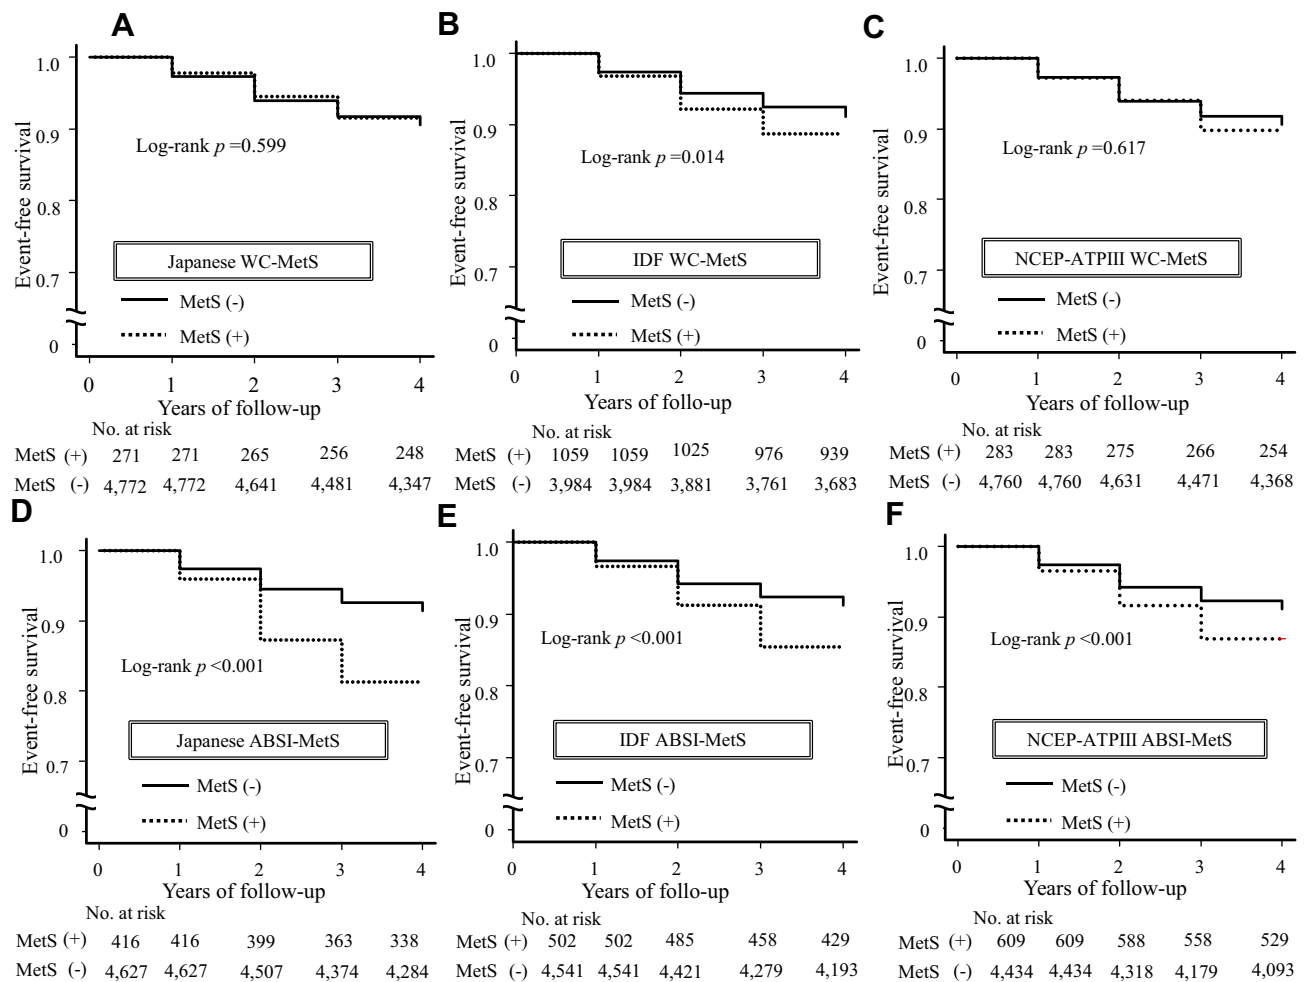 A
1.0
0.9
0.8
0.7
0
Event-free survival
Log-rank p =0.599
Japanese WC-MetS
MetS (-)
MetS (+)
0 1 2 3 4
Years of follow-up
No. at risk
MetS (+) 271 271 265 256 248
MetS (-) 4,772 4,772 4,641 4,481 4,347
B
1.0
0.9
0.8
0.7
0
Event-free survival
Log-rank p =0.014
IDF WC-MetS
MetS (-)
MetS (+)
0 1 2 3 4
Years of follo-up
No. at risk
MetS (+) 1059 1059 1025 976 939
MetS (-) 3,984 3,984 3,881 3,761 3,683
C
1.0
0.9
0.8
0.7
0
Event-free survival
Log-rank p =0.617
NCEP-ATPIII WC-MetS
MetS (-)
MetS (+)
0 1 2 3 4
Years of follow-up
No. at risk
MetS (+) 283 283 275 266 254
MetS (-) 4,760 4,760 4,631 4,471 4,368
D
1.0
0.9
0.8
0.7
0
Event-free survival
Log-rank p <0.001
Japanese ABSI-MetS
MetS (-)
MetS (+)
0 1 2 3 4
Years of follow-up
No. at risk
MetS (+) 416 416 399 363 338
MetS (-) 4,627 4,627 4,507 4,374 4,284
E
1.0
0.9
0.8
0.7
0
Event-free survival
Log-rank p <0.001
IDF ABSI-MetS
MetS (-)
MetS (+)
0 1 2 3 4
Years of follo-up
No. at risk
MetS (+) 502 502 485 458 429
MetS (-) 4,541 4,541 4,421 4,279 4,193
F
1.0
0.9
0.8
0.7
0
Event-free survival
Log-rank p <0.001
NCEP-ATPIII ABSI-MetS
MetS (-)
MetS (+)
0 1 2 3 4
Years of follow-up
No. at risk
MetS (+) 609 609 588 558 529
MetS (-) 4,434 4,434 4,318 4,179 4,093